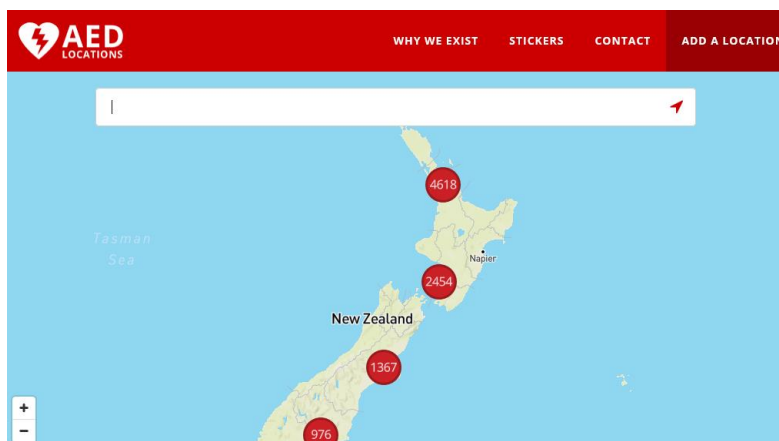 AED
LOCATIONS
WHY WE EXIST STICKERS CONTACT ADD A LOCATION
4618
Tasman
Sea
Napier
2454
New Zealand
1367
976
+
−